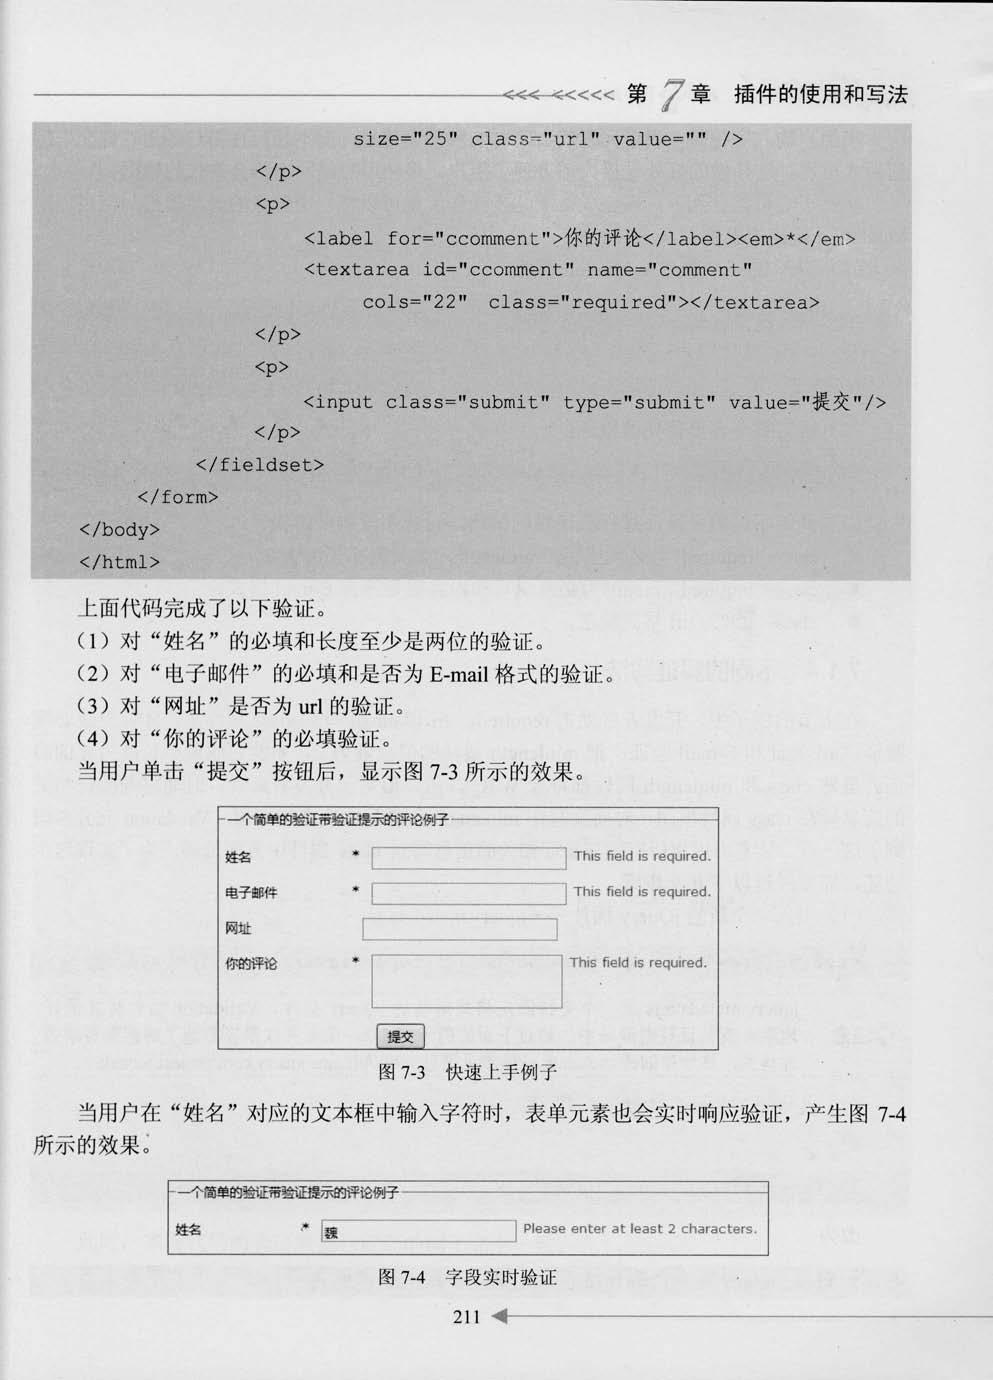 <<< <<<<< 第 7 章 插件的使用和写法
size="25" class="url" value="" />
</p>
<p>
<label for="ccomment">你的评论</label><em>*</em>
<textarea id="ccomment" name="comment"
cols="22" class="required"></textarea>
</p>
<p>
<input class="submit" type="submit" value="提交"/>
</p>
</fieldset>
</form>
</body>
</html>
上面代码完成了以下验证。
（1）对“姓名”的必填和长度至少是两位的验证。
（2）对“电子邮件”的必填和是否为 E-mail 格式的验证。
（3）对“网址”是否为 url 的验证。
（4）对“你的评论”的必填验证。
当用户单击“提交”按钮后，显示图 7-3 所示的效果。
一个简单的验证带验证提示的评论例子
姓名 * This field is required.
电子邮件 * This field is required.
网址
你的评论 * This field is required.
提交
图 7-3 快速上手例子
当用户在“姓名”对应的文本框中输入字符时，表单元素也会实时响应验证，产生图 7-4
所示的效果。
一个简单的验证带验证提示的评论例子
姓名 * 魏 Please enter at least 2 characters.
图 7-4 字段实时验证
211